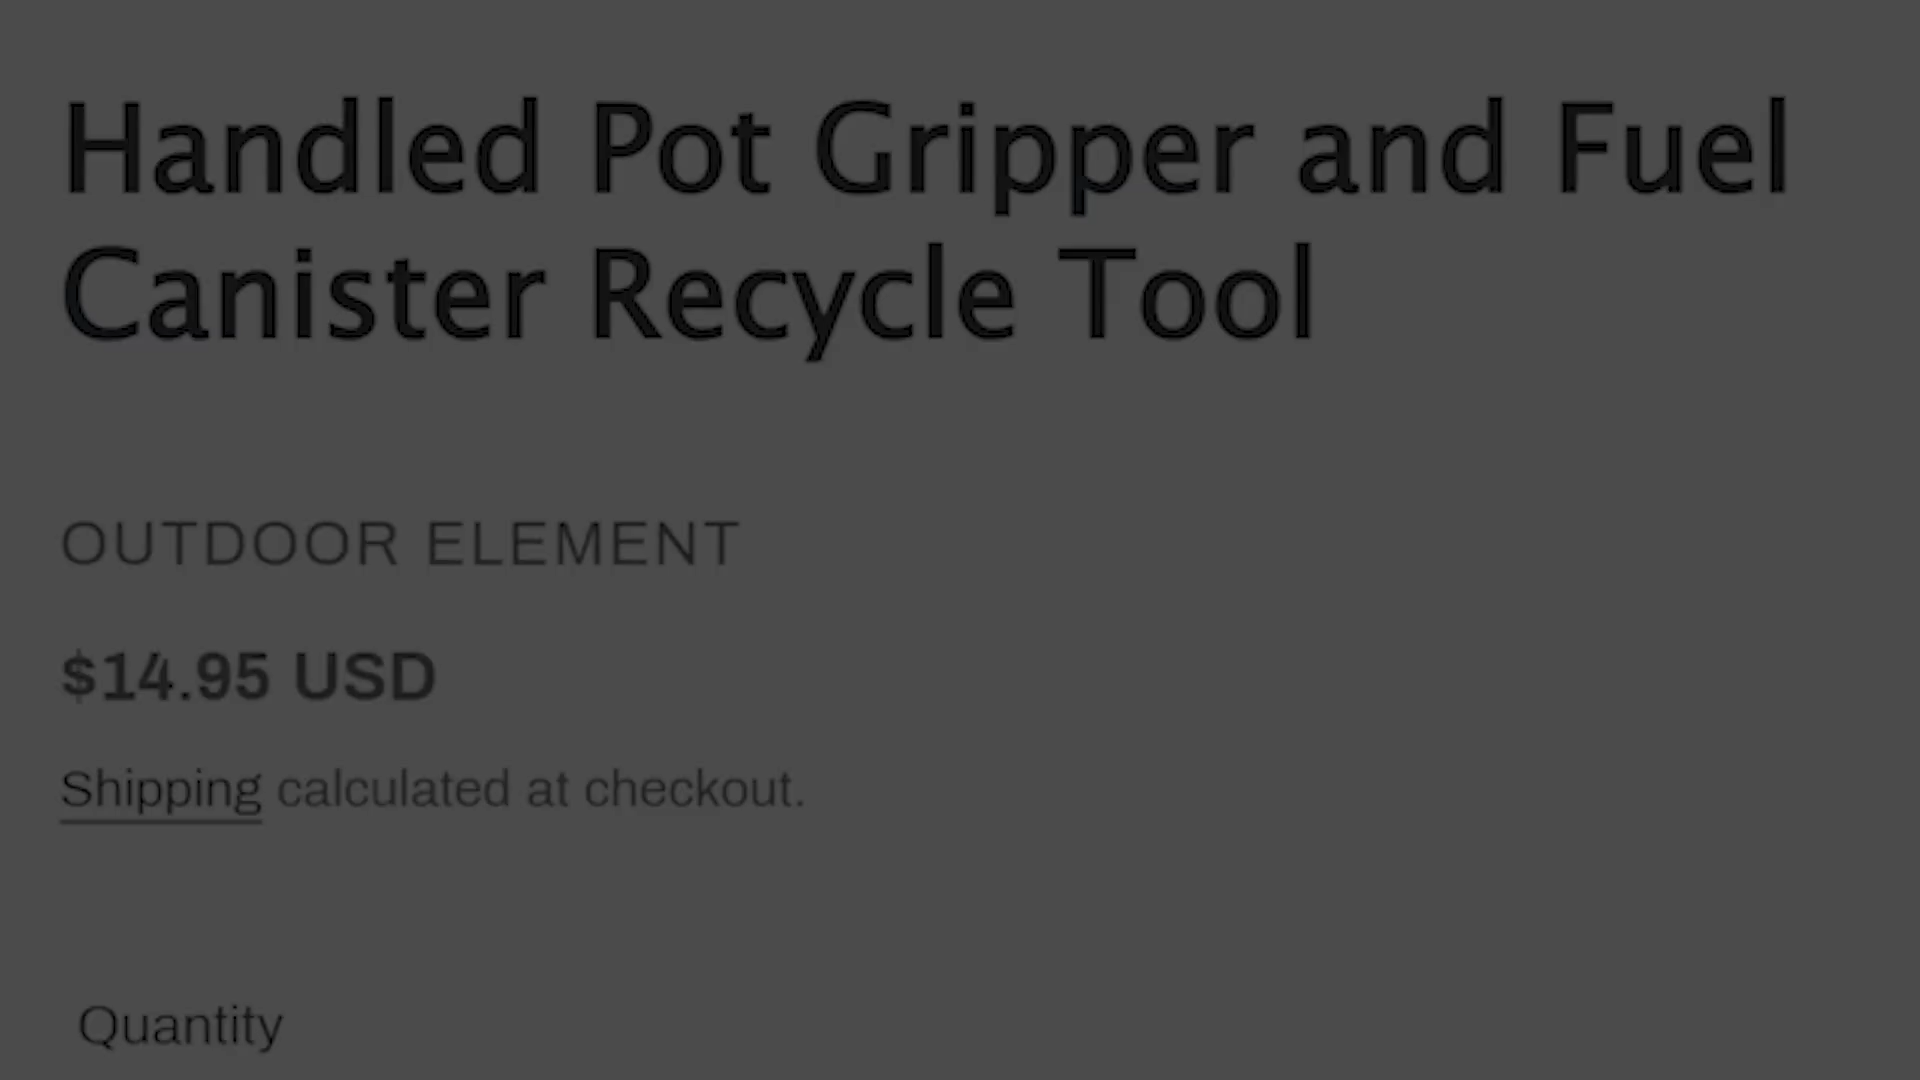 Handled Pot Gripper and Fuel
Canister Recycle Tool
OUTDOOR ELEMENT
$14.95 USD
Shipping calculated at checkout.
Quantity